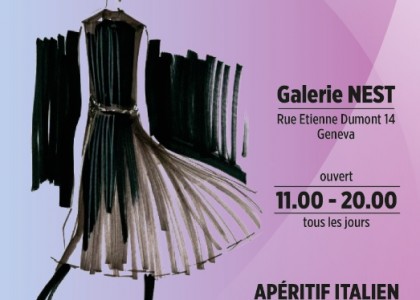 Galerie NEST
Rue Etienne Dumont 14
Geneva
ouvert
11.00 - 20.00
tous les jours
APÉRITIF ITALIEN